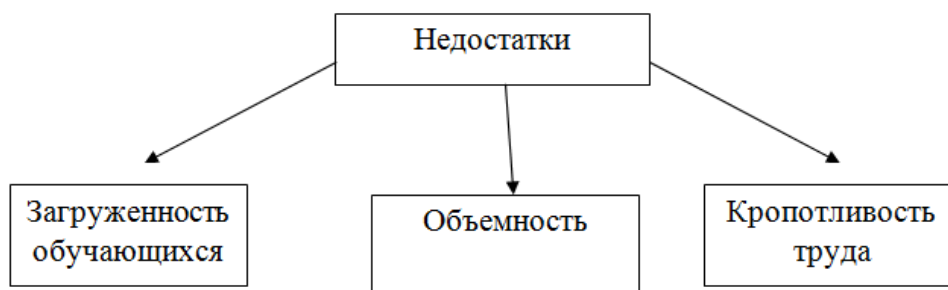 Недостатки
Загруженность
обучающихся
Объемность
Кропотливость
труда